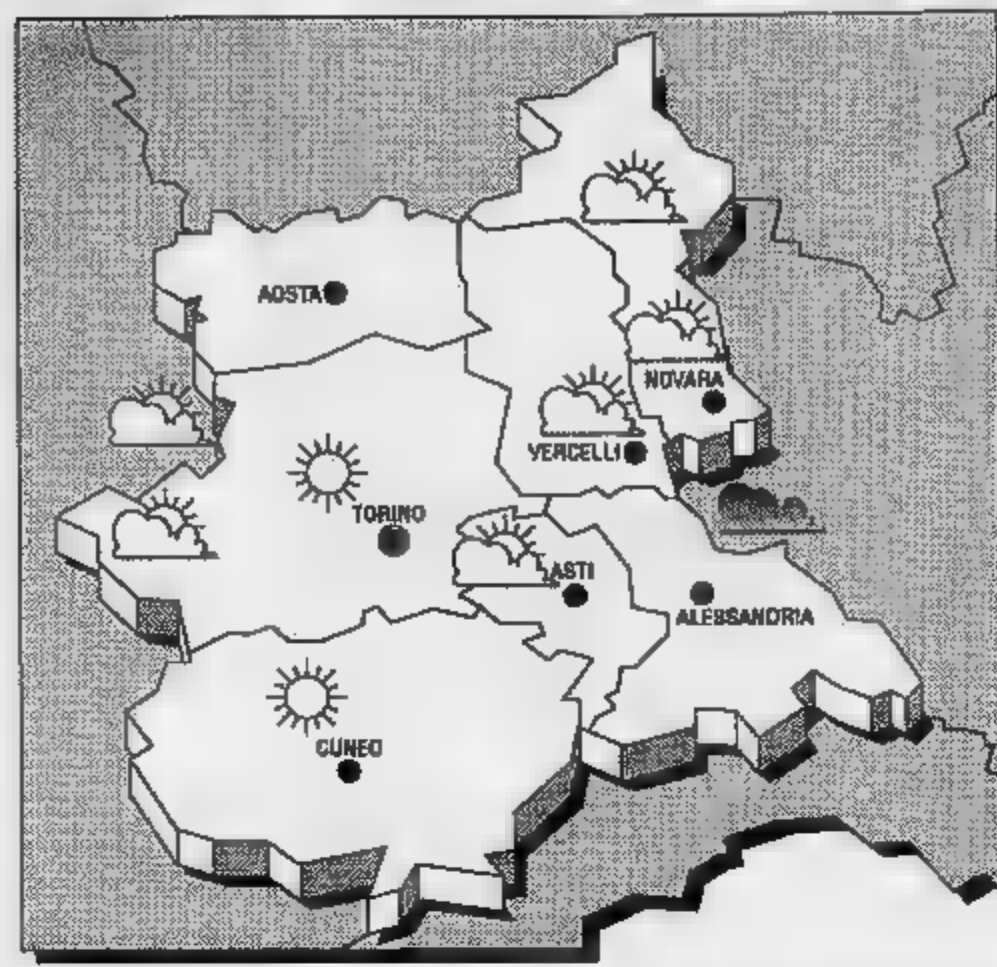 AOSTA
NOVARA
VERCELLI
TORINO
ASTI
ALESSANDRIA
CUNEO